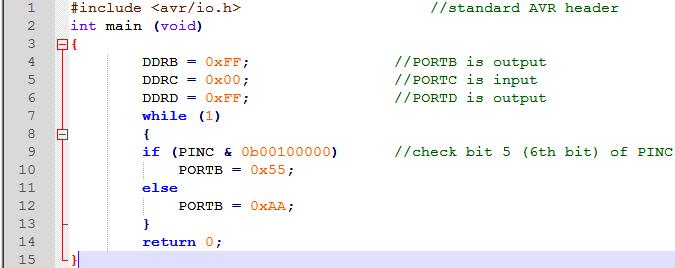 1 #include <avr/io.h> //standard AVR header
2 int main (void)
3 {
4 DDRB = 0xFF; //PORTB is output
5 DDRC = 0x00; //PORTC is input
6 DDRD = 0xFF; //PORTD is output
7 while (1)
8 {
9 if (PINC & 0b00100000) //check bit 5 (6th bit) of PINC
10 PORTB = 0x55;
11 else
12 PORTB = 0xAA;
13 }
14 return 0;
15 }